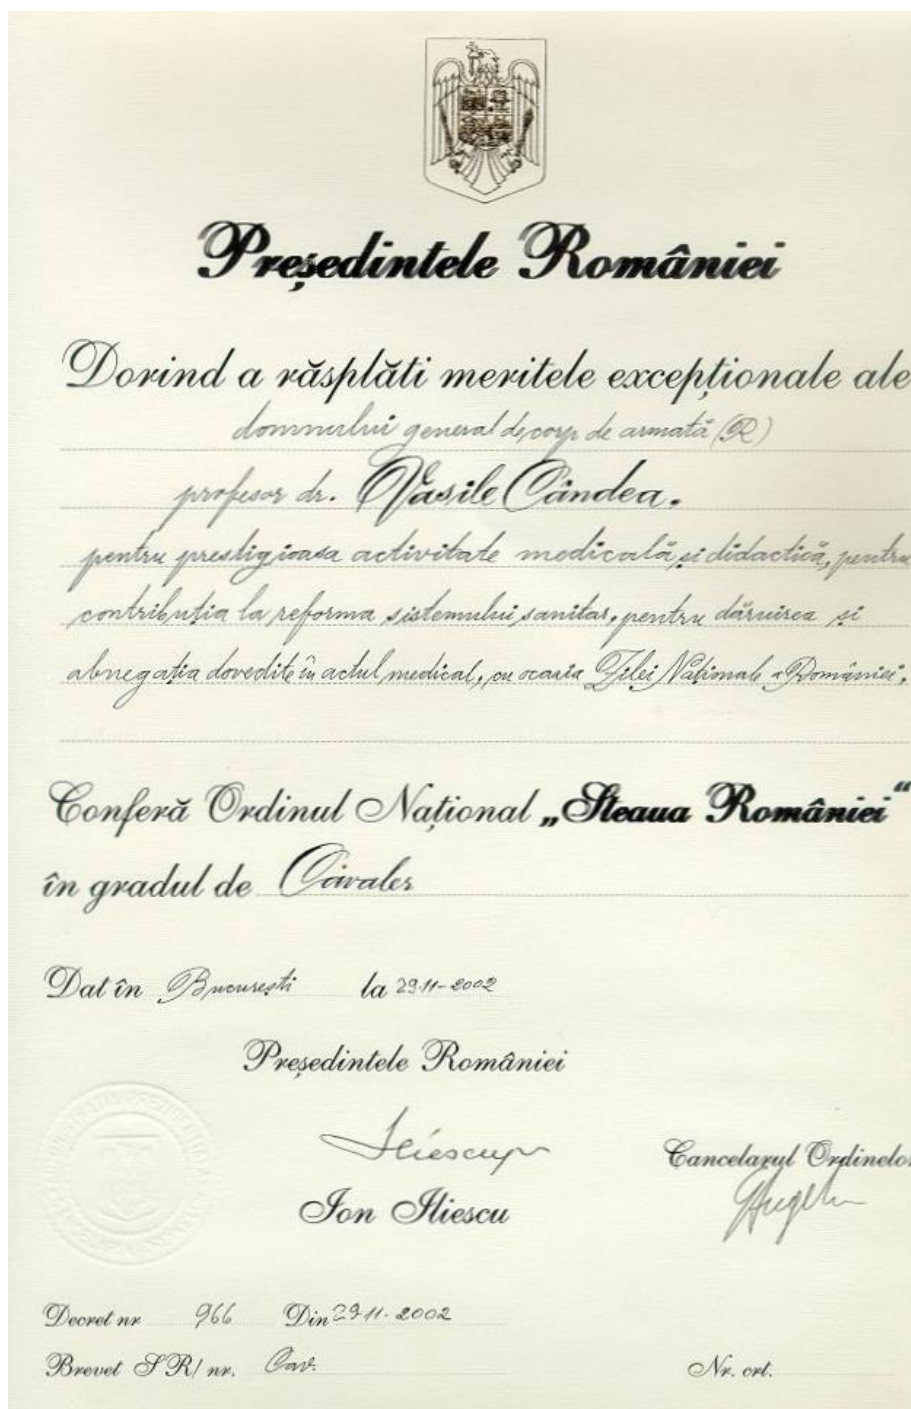 Președintele României
Dorind a răsplăti meritele excepționale ale
domnului general de corp de armată (R)
profesor dr. Vasile Cândea.
pentru prestigioasa activitate medicală și didactică, pentru
contribuția la reforma sistemului sanitar, pentru dăruirea și
abnegația dovedite în actul medical, cu ocazia Zilei Naționale a României.
Conferă Ordinul Național „Steaua României“
în gradul de Cavaler
Dat în București la 29-11-2002
Președintele României
Iliescu
Cancelarul Ordinelor
Ion Iliescu
Decret nr 966 Din 29-11-2002
Brevet SR/ nr. Cav. Nr. crt.